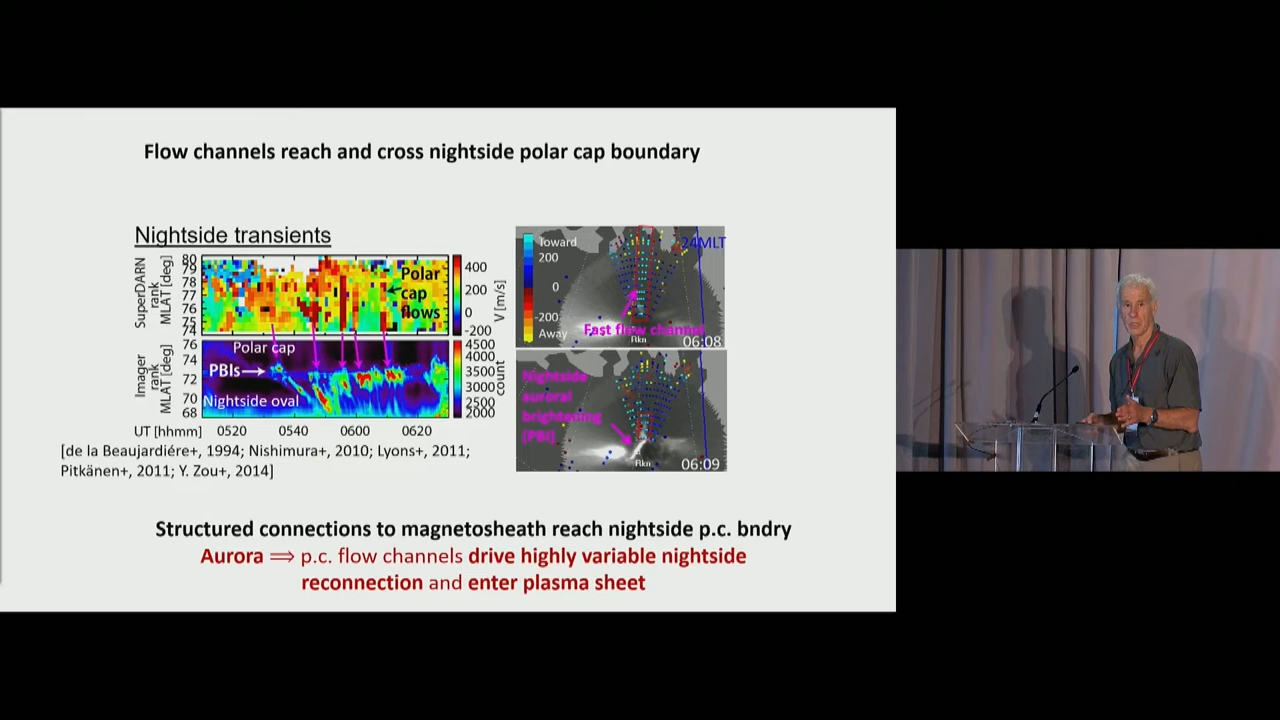 Flow channels reach and cross nightside polar cap boundary
Nightside transients
SuperDARN
rank
MLAT [deg]
80
79
78
77
76
75
74
Polar
cap
flows
400
200
0
-200
V [m/s]
Imager
rank
MLAT [deg]
76
74
72
70
68
Polar cap
PBIs
Nightside oval
4500
4000
3500
3000
2500
2000
count
UT [hhmm] 0520 0540 0600 0620
[de la Beaujardiére+, 1994; Nishimura+, 2010; Lyons+, 2011;
Pitkänen+, 2011; Y. Zou+, 2014]
Toward
200
0
-200
Away
24MLT
Fast flow channel
Rkn
06:08
Nightside
auroral
brightening
[PBI]
Rkn
06:09
Structured connections to magnetosheath reach nightside p.c. bndry
Aurora ⟹ p.c. flow channels drive highly variable nightside
reconnection and enter plasma sheet